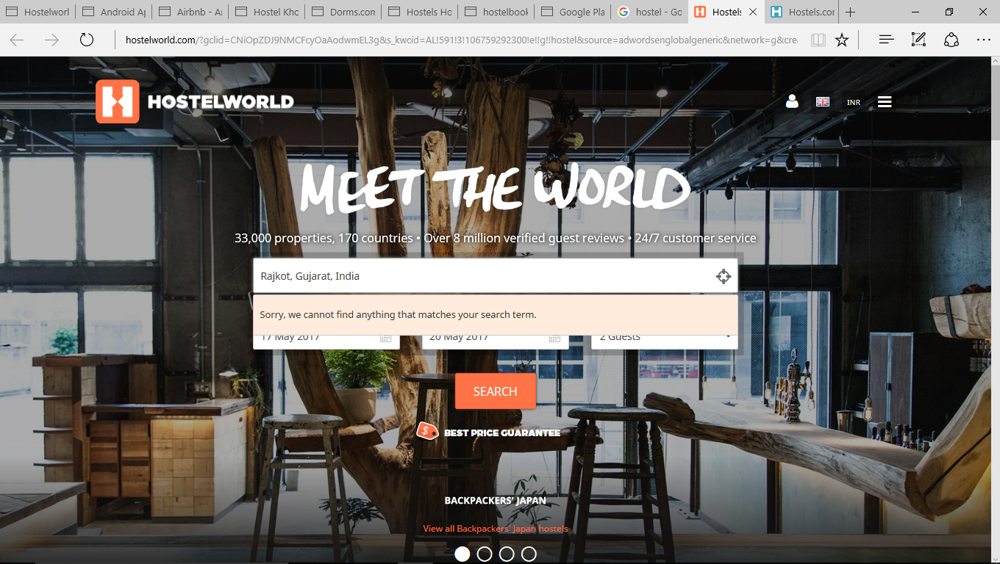 Hostelworl
Android Ap
Airbnb - Ar
Hostel Kho
Dorms.com
Hostels Ho
hostelbook
Google Pla
hostel - Go
Hostels
Hostels.cor
hostelworld.com/?gclid=CNiOpZDJ9NMCFcyOaAodwmEL3g&s_kwcid=AL!591!3!106759292300!e!!g!!hostel&source=adwordsenglobalgeneric&network=g&cre
HOSTELWORLD
INR
MEET THE WORLD
33,000 properties, 170 countries • Over 8 million verified guest reviews • 24/7 customer service
Rajkot, Gujarat, India
Sorry, we cannot find anything that matches your search term.
17 May 2017 20 May 2017 2 Guests
SEARCH
$ BEST PRICE GUARANTEE
BACKPACKERS' JAPAN
View all Backpackers' Japan hostels